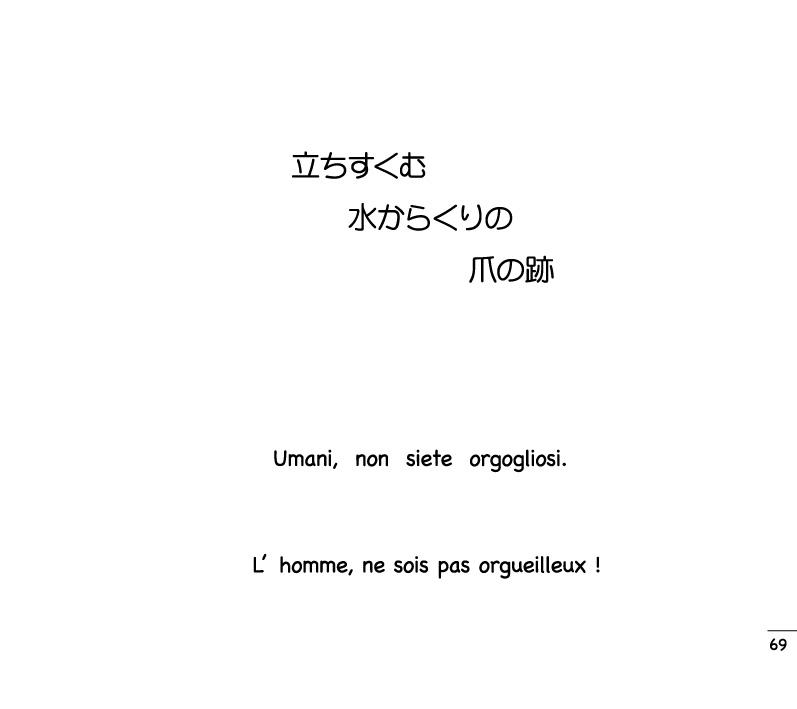 立ちすくむ
水からくりの
爪の跡
Umani, non siete orgogliosi.
L’ homme, ne sois pas orgueilleux !
69